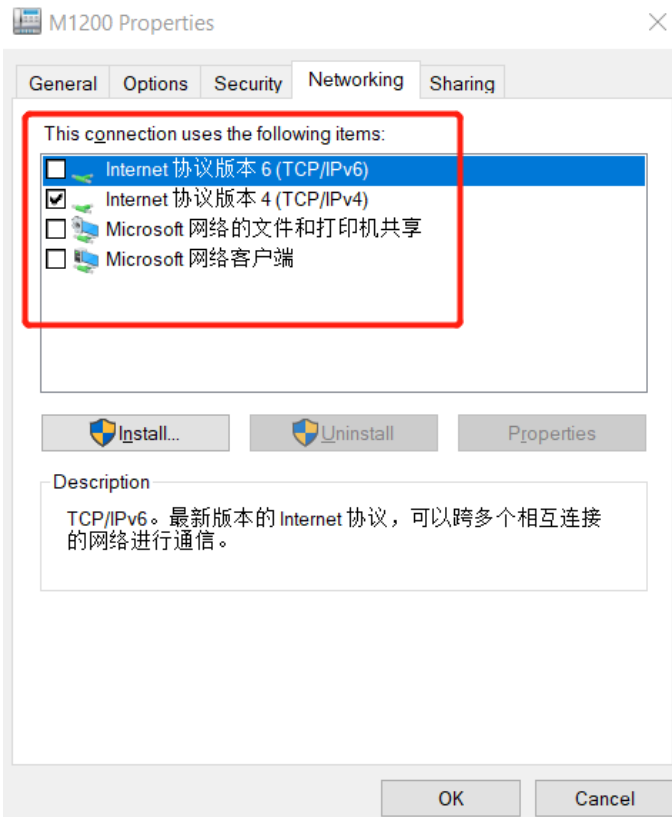 M1200 Properties
General Options Security Networking Sharing
This connection uses the following items:
Internet 协议版本 6 (TCP/IPv6)
Internet 协议版本 4 (TCP/IPv4)
Microsoft 网络的文件和打印机共享
Microsoft 网络客户端
Install... Uninstall Properties
Description
TCP/IPv6。最新版本的 Internet 协议，可以跨多个相互连接
的网络进行通信。
OK Cancel